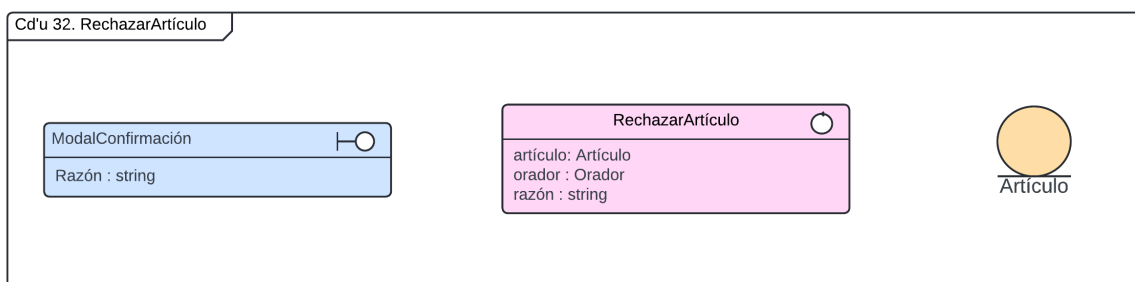 Cd'u 32. RechazarArtículo
ModalConfirmación
Razón : string
RechazarArtículo
artículo: Artículo
orador : Orador
razón : string
Artículo